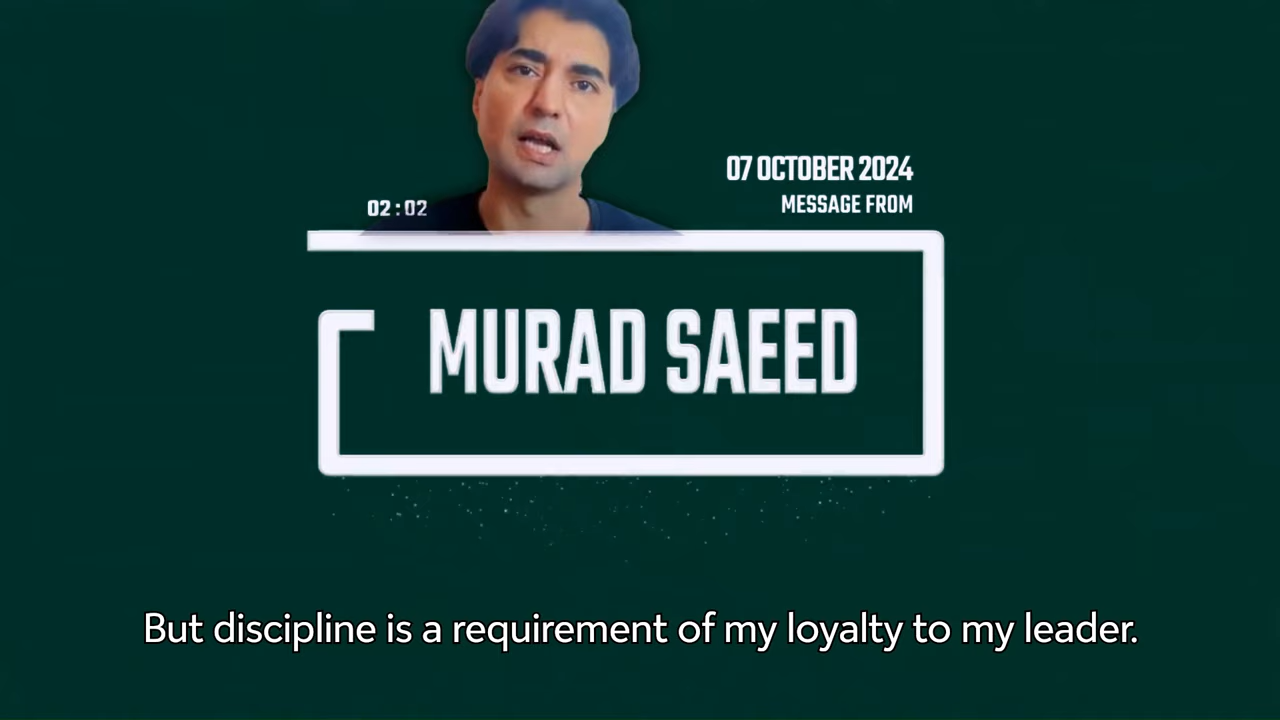 07 OCTOBER 2024
02:02
MESSAGE FROM
MURAD SAEED
But discipline is a requirement of my loyalty to my leader.